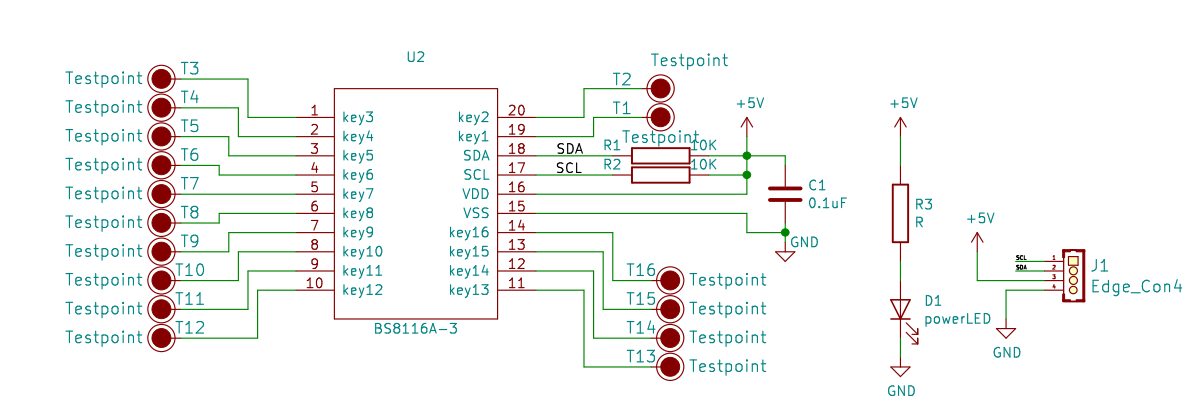 U2
Testpoint T3
Testpoint T4
Testpoint T5
Testpoint T6
Testpoint T7
Testpoint T8
Testpoint T9
Testpoint T10
Testpoint T11
Testpoint T12
1 key3
2 key4
3 key5
4 key6
5 key7
6 key8
7 key9
8 key10
9 key11
10 key12
key2 20
key1 19
SDA 18
SCL 17
VDD 16
VSS 15
key16 14
key15 13
key14 12
key13 11
BS8116A-3
Testpoint
T2
T1
Testpoint
SDA R1 10K
SCL R2 10K
+5V
C1
0.1uF
GND
T16 Testpoint
T15 Testpoint
T14 Testpoint
T13 Testpoint
+5V
R3
R
D1
powerLED
GND
+5V
SCL 1
SDA 2
3
4
J1
Edge_Con4
GND